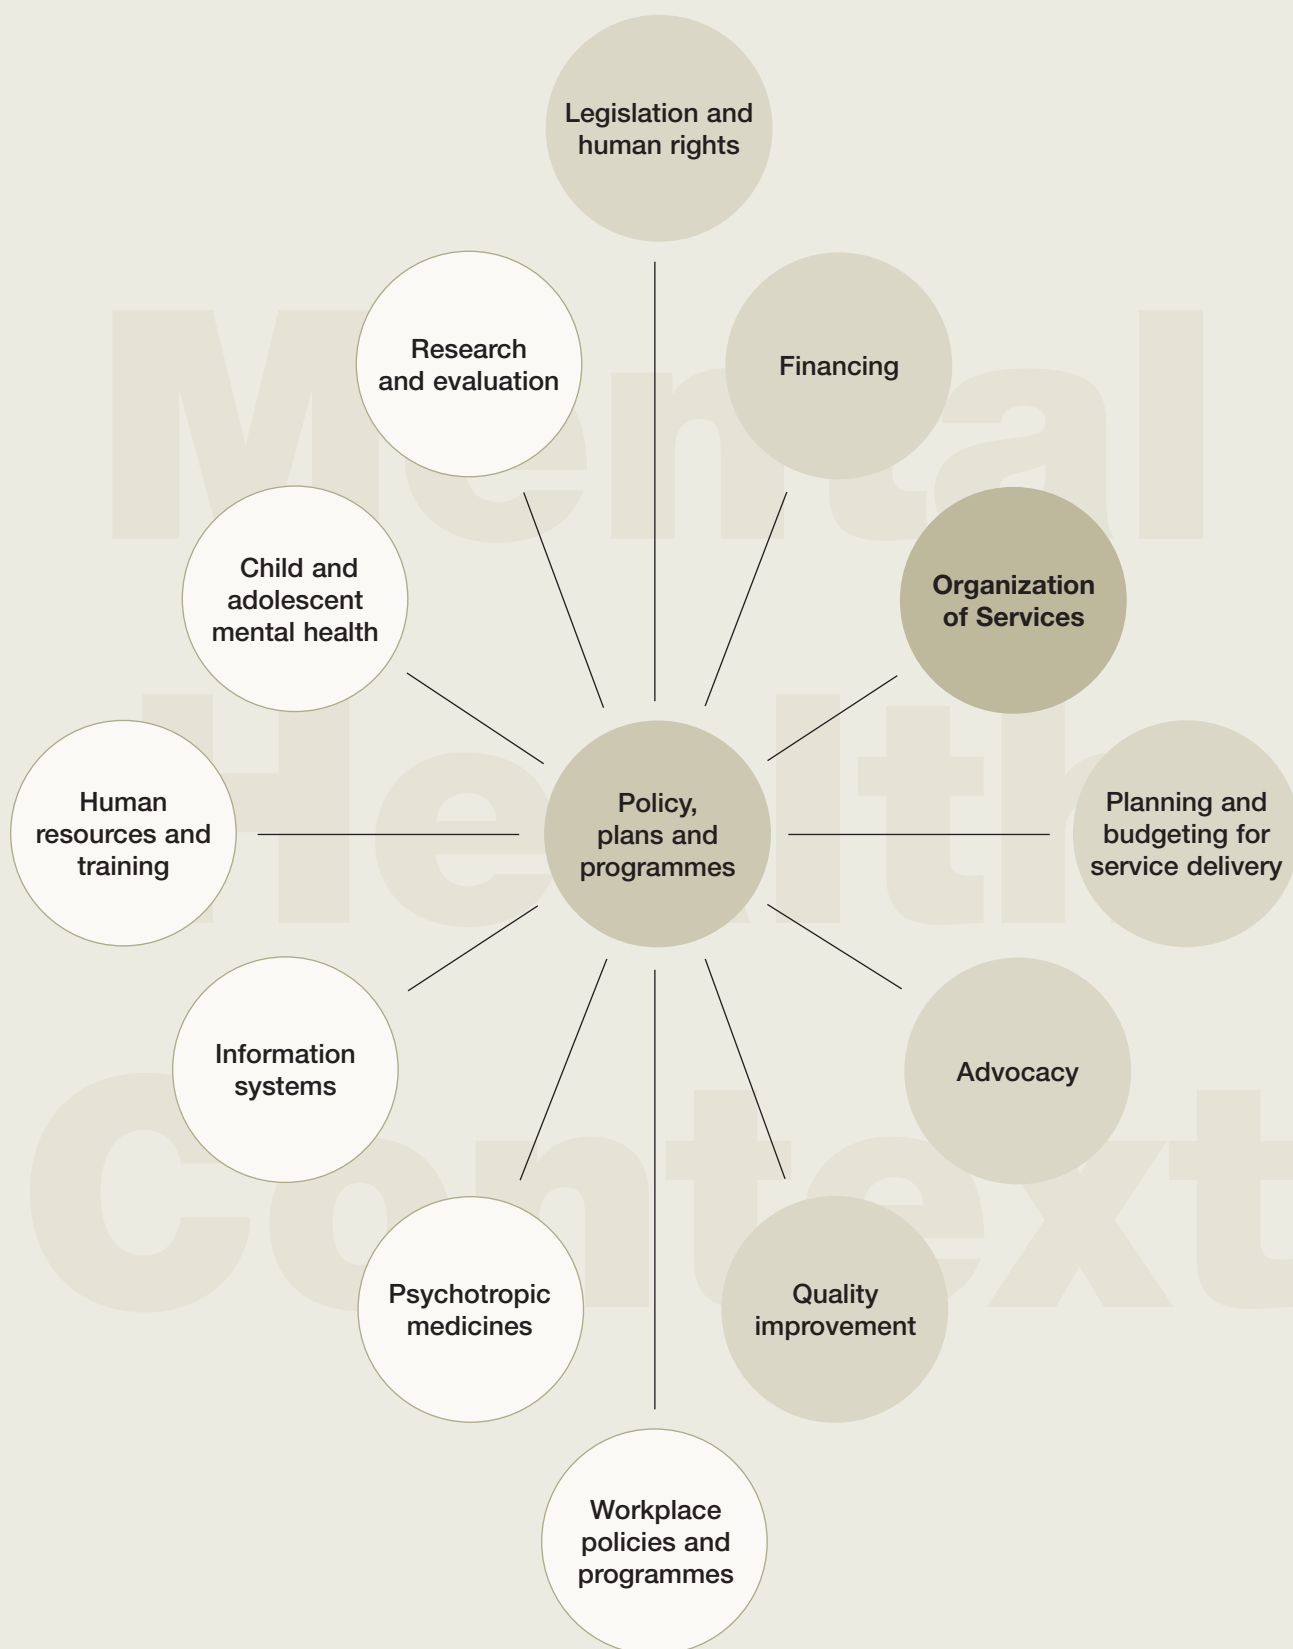 Legislation and
human rights
Research
and evaluation
Financing
Child and
adolescent
mental health
Organization
of Services
Human
resources and
training
Policy,
plans and
programmes
Planning and
budgeting for
service delivery
Information
systems
Advocacy
Psychotropic
medicines
Quality
improvement
Workplace
policies and
programmes
Mental
Health
Context